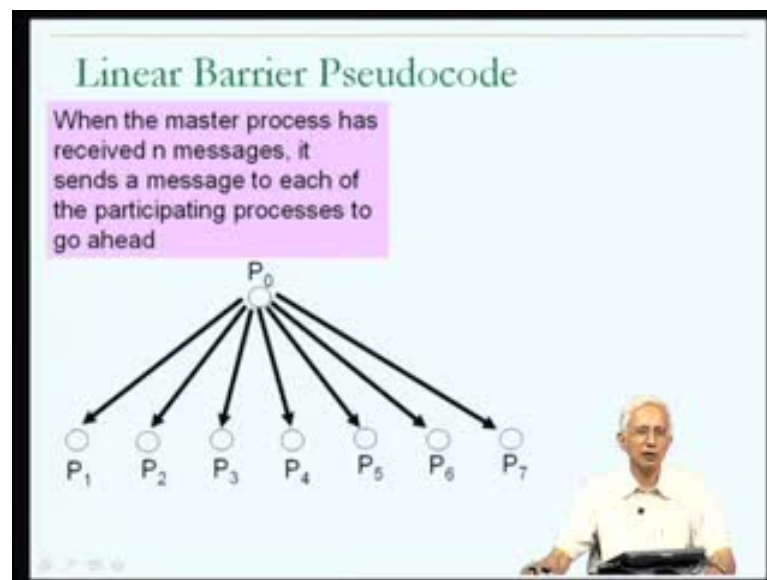 Linear Barrier Pseudocode
When the master process has
received n messages, it
sends a message to each of
the participating processes to
go ahead
P₀
P₁ P₂ P₃ P₄ P₅ P₆ P₇